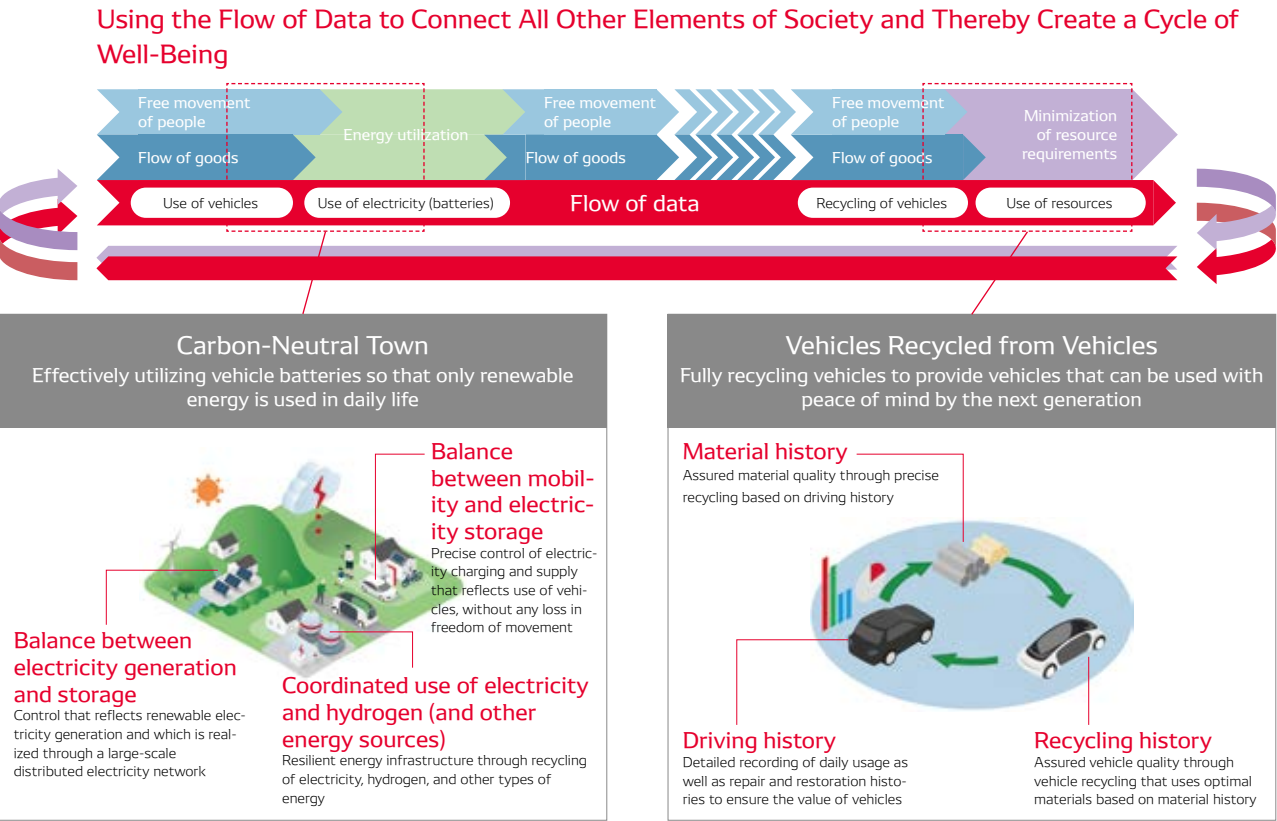 Using the Flow of Data to Connect All Other Elements of Society and Thereby Create a Cycle of
Well-Being
Free movement
of people
Flow of goods
Energy utilization
Free movement
of people
Flow of goods
Free movement
of people
Flow of goods
Minimization
of resource
requirements
Use of vehicles
Use of electricity (batteries)
Flow of data
Recycling of vehicles
Use of resources
Carbon-Neutral Town
Effectively utilizing vehicle batteries so that only renewable
energy is used in daily life
Balance
between mobil-
ity and electric-
ity storage
Precise control of electric-
ity charging and supply
that reflects use of vehi-
cles, without any loss in
freedom of movement
Balance between
electricity generation
and storage
Control that reflects renewable elec-
tricity generation and which is real-
ized through a large-scale
distributed electricity network
Coordinated use of electricity
and hydrogen (and other
energy sources)
Resilient energy infrastructure through recycling
of electricity, hydrogen, and other types of
energy
Vehicles Recycled from Vehicles
Fully recycling vehicles to provide vehicles that can be used with
peace of mind by the next generation
Material history
Assured material quality through precise
recycling based on driving history
Driving history
Detailed recording of daily usage as
well as repair and restoration histo-
ries to ensure the value of vehicles
Recycling history
Assured vehicle quality through
vehicle recycling that uses optimal
materials based on material history